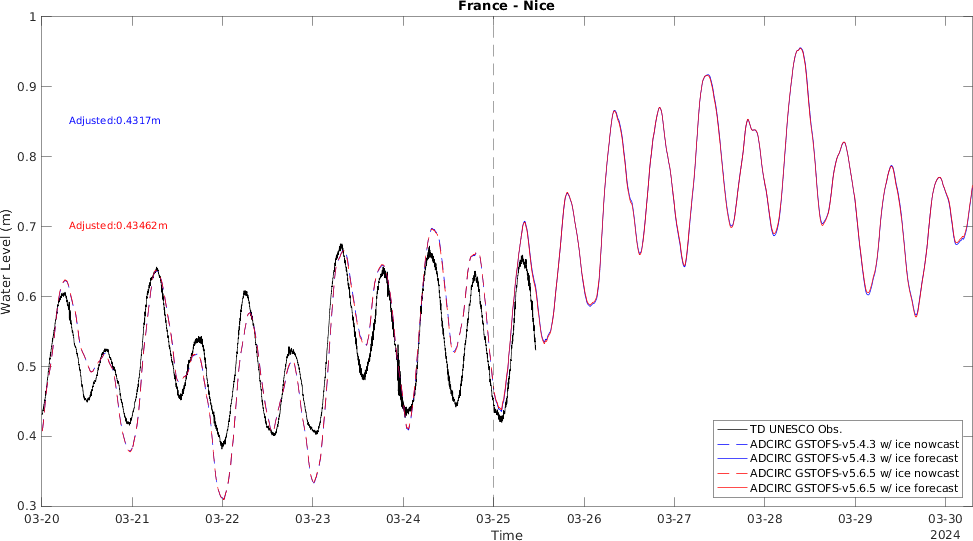 France - Nice
Water Level (m)
1
0.9
0.8
0.7
0.6
0.5
0.4
0.3
Adjusted:0.4317m
Adjusted:0.43462m
TD UNESCO Obs.
ADCIRC GSTOFS-v5.4.3 w/ ice nowcast
ADCIRC GSTOFS-v5.4.3 w/ ice forecast
ADCIRC GSTOFS-v5.6.5 w/ ice nowcast
ADCIRC GSTOFS-v5.6.5 w/ ice forecast
03-20 03-21 03-22 03-23 03-24 03-25 03-26 03-27 03-28 03-29 03-30
Time 2024